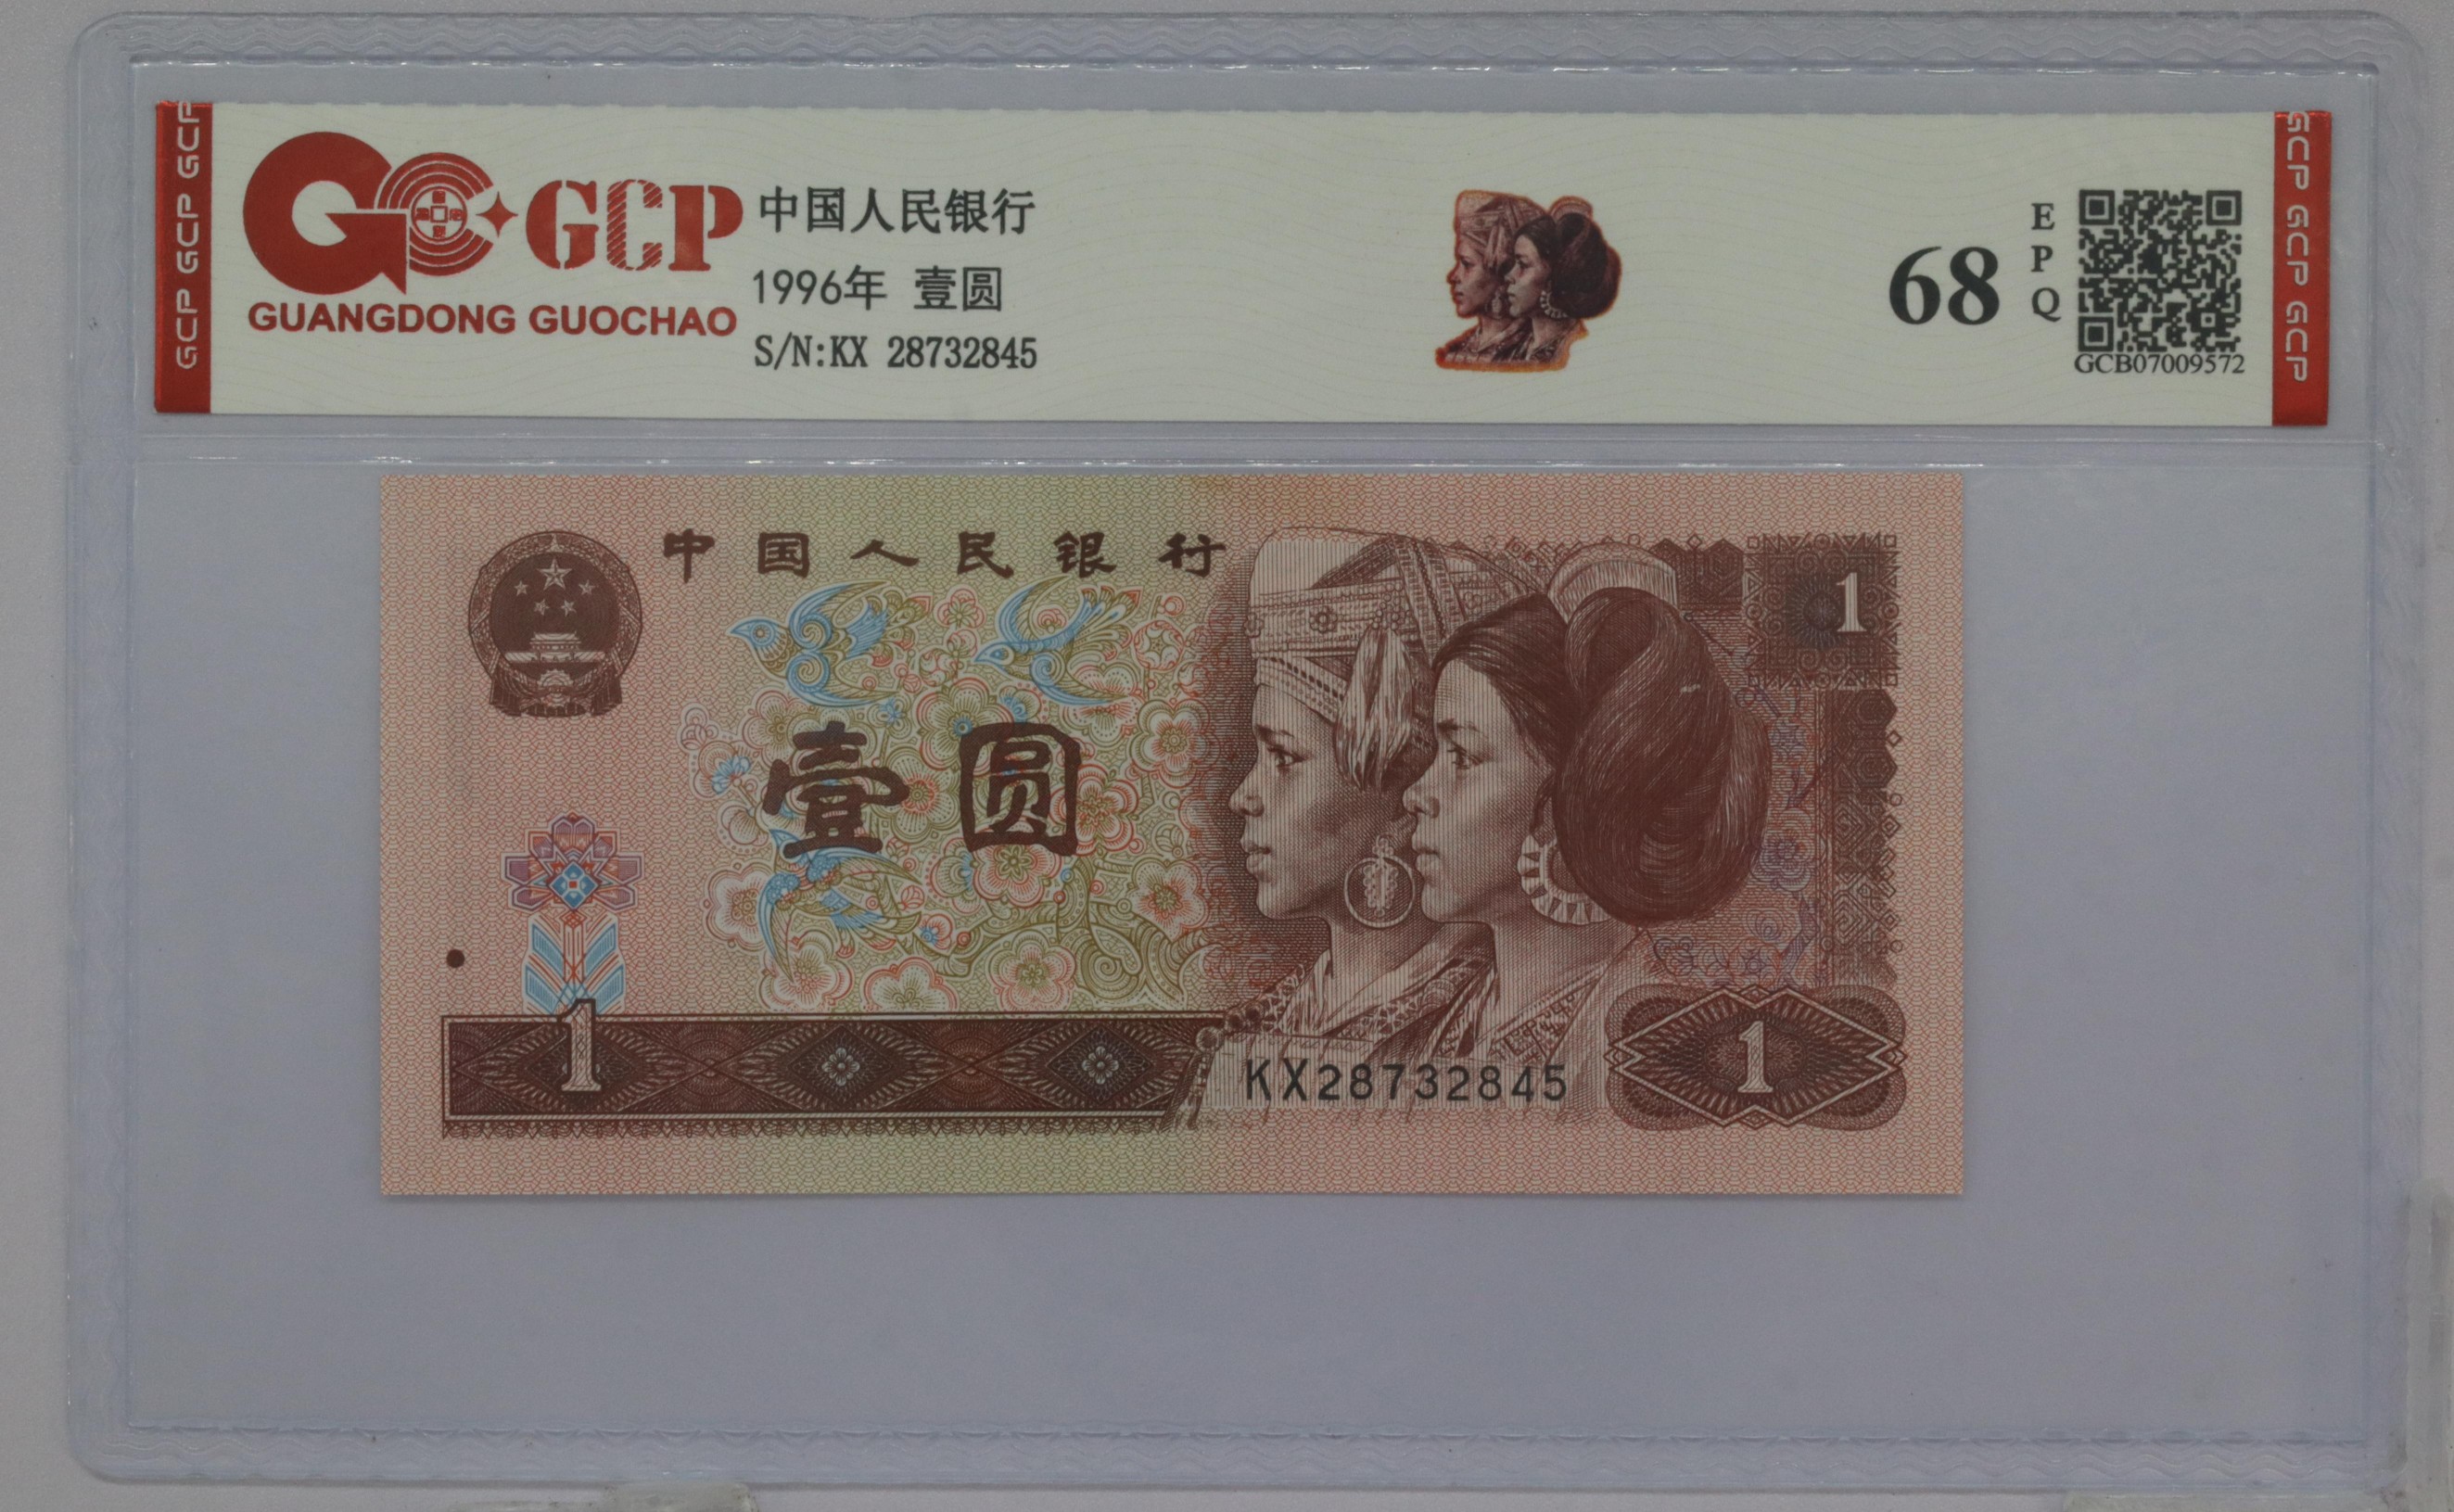 GCP GCP GCP
GCP
GUANGDONG GUOCHAO
中国人民银行
1996年 壹圆
S/N:KX 28732845
68
EPQ
GCB07009572
GCP GCP GCP
中国人民银行
1
壹圆
1
KX28732845
1